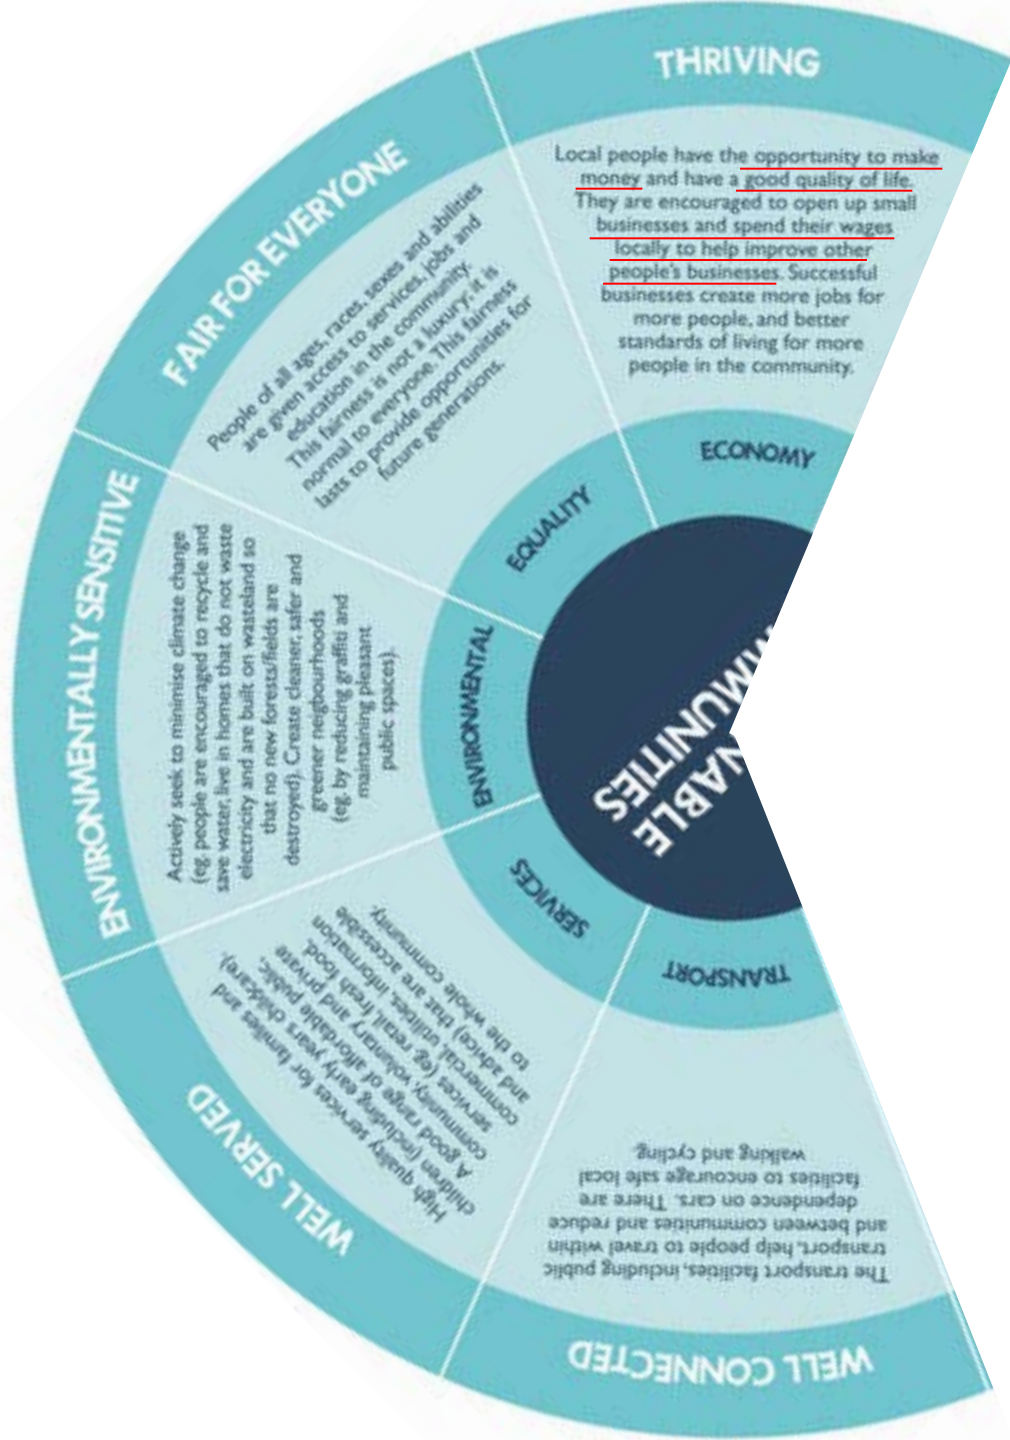 THRIVING
Local people have the opportunity to make
money and have a good quality of life.
They are encouraged to open up small
businesses and spend their wages
locally to help improve other
people's businesses. Successful
businesses create more jobs for
more people, and better
standards of living for more
people in the community.
ECONOMY
FAIR FOR EVERYONE
People of all ages, races, sexes and abilities
are given access to services, jobs and
education in the community.
This fairness is not a luxury, it is
normal to everyone. This fairness
lasts to provide opportunities for
future generations.
EQUALITY
ENVIRONMENTALLY SENSITIVE
Actively seek to minimise climate change
(eg. people are encouraged to recycle and
save water, live in homes that do not waste
electricity and are built on wasteland so
that no new forests/fields are
destroyed). Create cleaner, safer and
greener neigbourhoods
(eg. by reducing graffiti and
maintaining pleasant
public spaces).
ENVIRONMENTAL
WELL SERVED
High quality services for families and
children (including early years childcare).
A good range of affordable public,
community, voluntary and private
services (eg. retail, fresh food,
commercial, utilities, information
and advice) that are accessible
to the whole community.
SERVICES
WELL CONNECTED
The transport facilities, including public
transport, help people to travel within
and between communities and reduce
dependence on cars. There are
facilities to encourage safe local
walking and cycling.
TRANSPORT
NABLE
MUNITIES